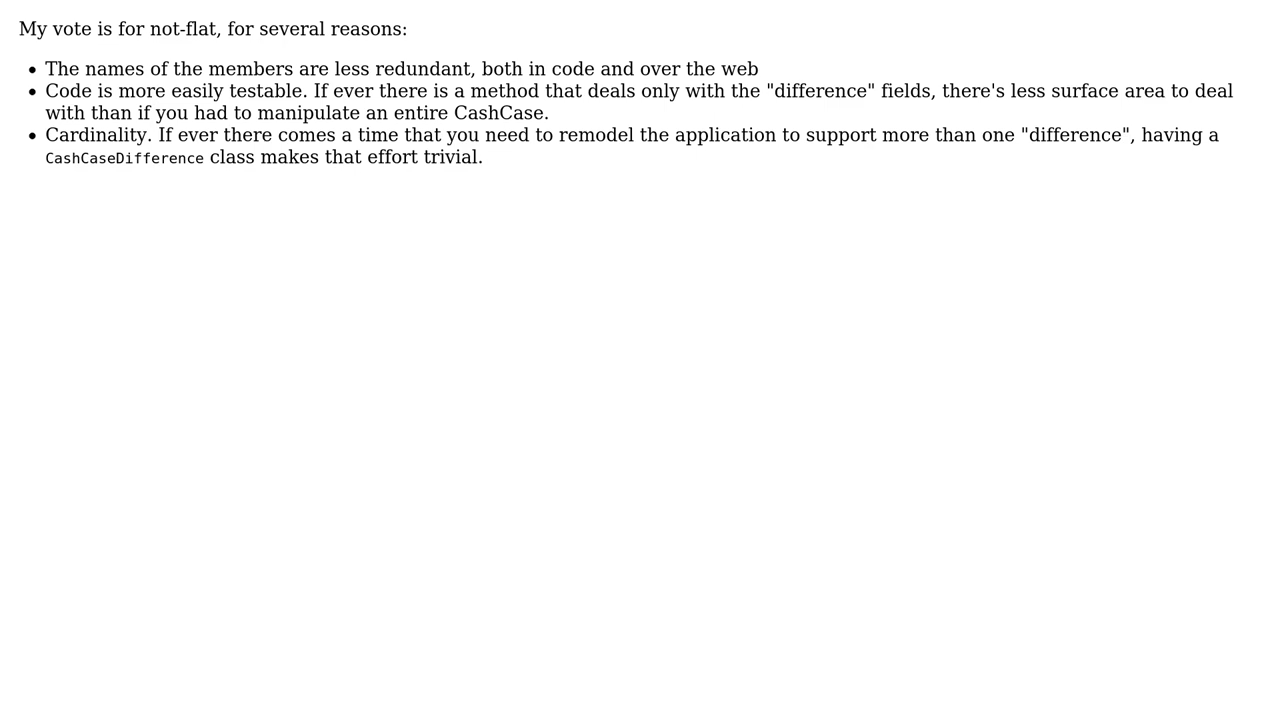 My vote is for not-flat, for several reasons:
• The names of the members are less redundant, both in code and over the web
• Code is more easily testable. If ever there is a method that deals only with the "difference" fields, there's less surface area to deal
with than if you had to manipulate an entire CashCase.
• Cardinality. If ever there comes a time that you need to remodel the application to support more than one "difference", having a
CashCaseDifference class makes that effort trivial.